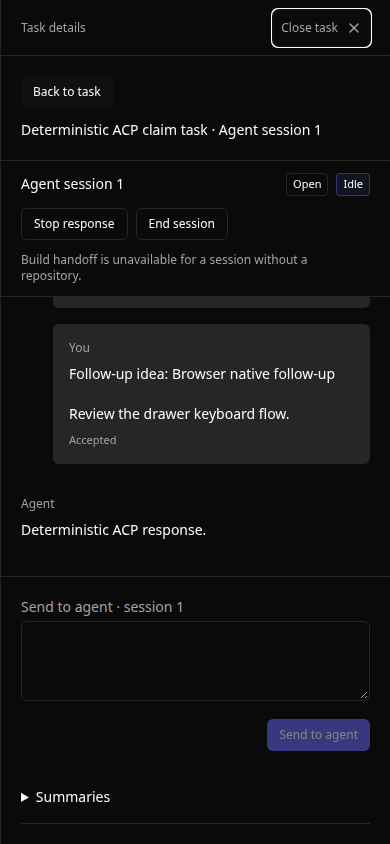 Task details
Close task
Back to task
Deterministic ACP claim task · Agent session 1
Agent session 1
Open
Idle
Stop response
End session
Build handoff is unavailable for a session without a
repository.
You
Follow-up idea: Browser native follow-up
Review the drawer keyboard flow.
Accepted
Agent
Deterministic ACP response.
Send to agent · session 1
Send to agent
Summaries